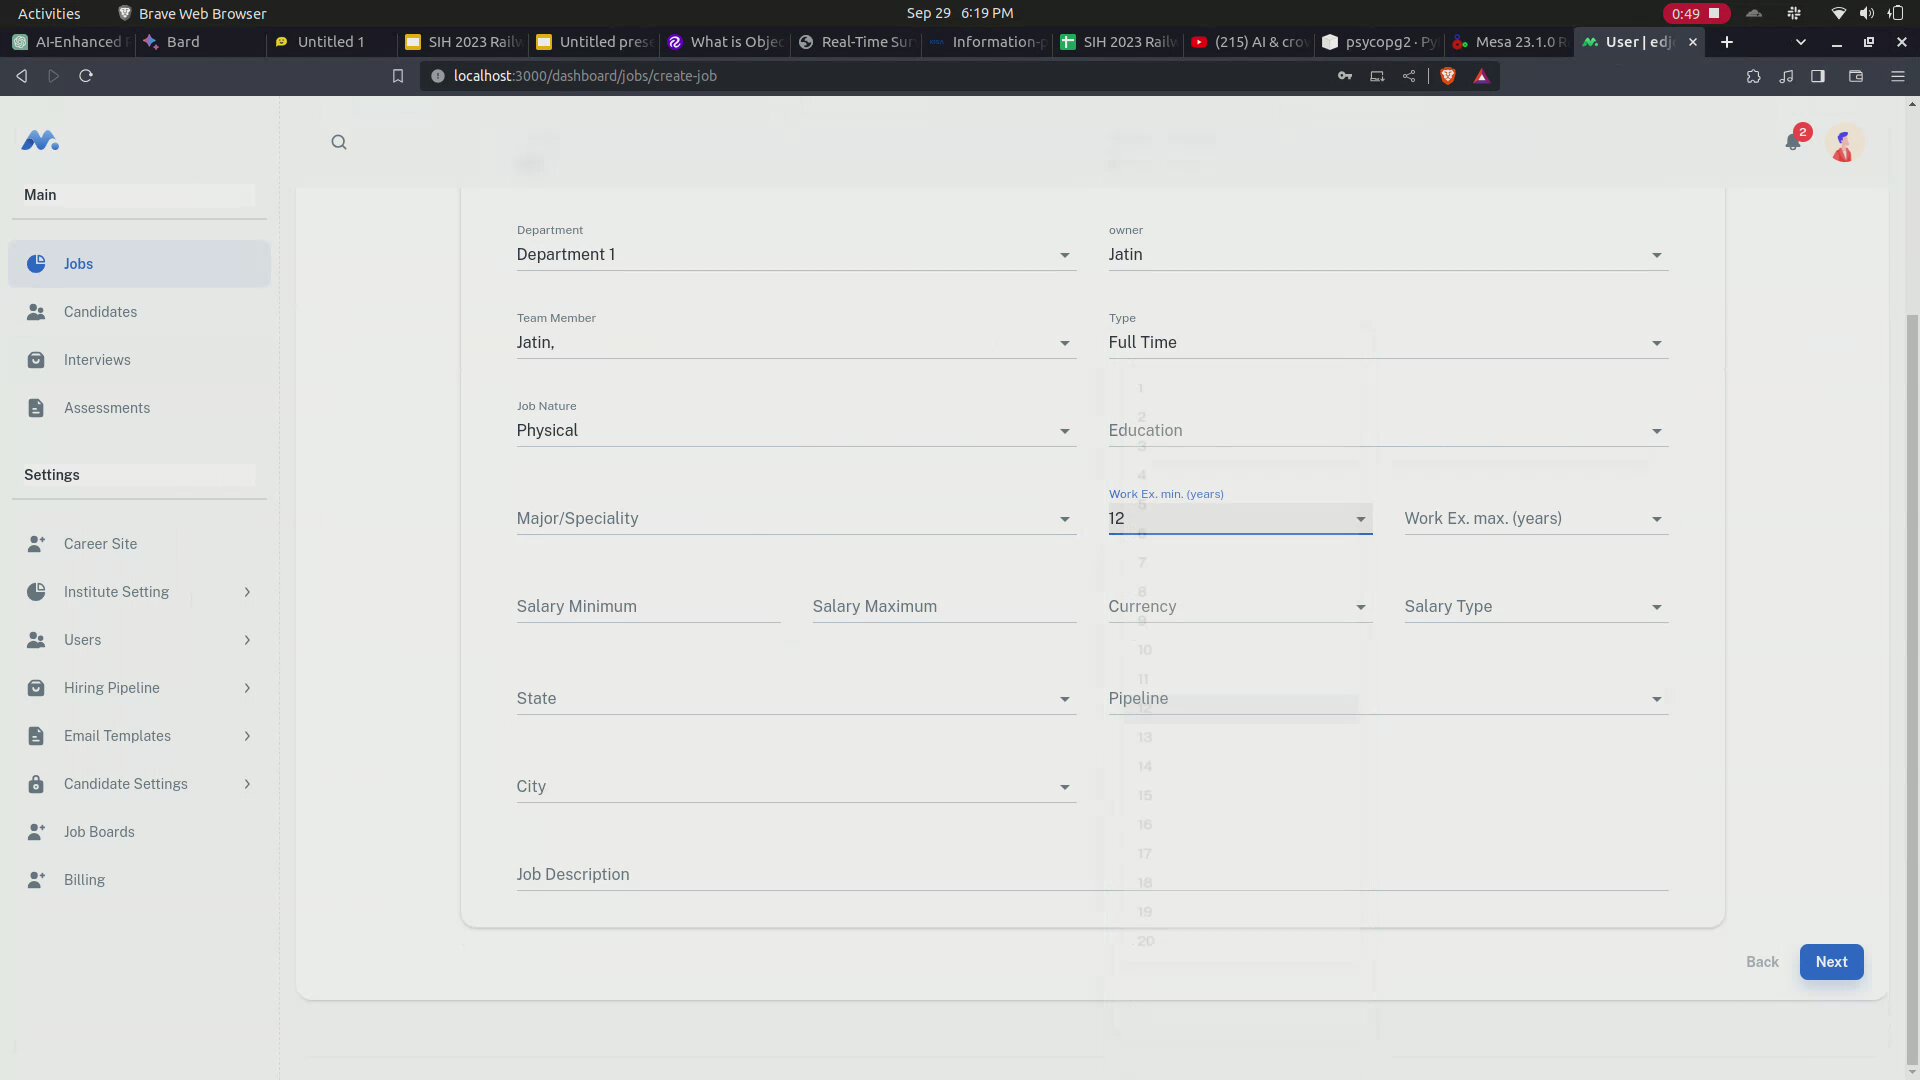 Activities
Brave Web Browser
Sep 29 6:19 PM
0:49
AI-Enhanced
Bard
Untitled 1
SIH 2023 Railw
Untitled prese
What is Objec
Real-Time Sur
Information-p
SIH 2023 Railw
(215) AI & crow
psycopg2 · Py
Mesa 23.1.0 R
User | edjo
localhost:3000/dashboard/jobs/create-job
2
Main
Jobs
Candidates
Interviews
Assessments
Settings
Career Site
Institute Setting
Users
Hiring Pipeline
Email Templates
Candidate Settings
Job Boards
Billing
Department
Department 1
owner
Jatin
Team Member
Jatin,
Type
Full Time
Job Nature
Physical
Education
Major/Speciality
Work Ex. min. (years)
12
Work Ex. max. (years)
Salary Minimum
Salary Maximum
Currency
Salary Type
State
Pipeline
City
Job Description
1
2
3
4
5
6
7
8
9
10
11
12
13
14
15
16
17
18
19
20
Back
Next